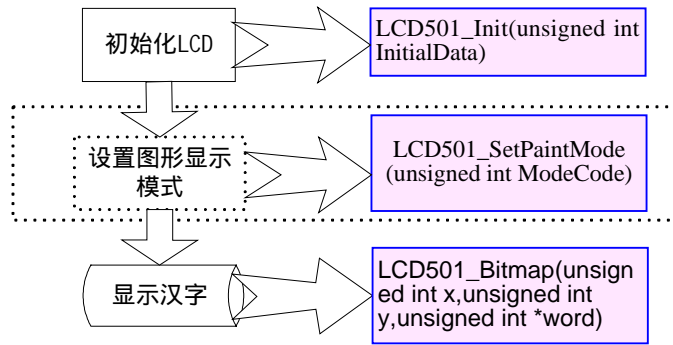 初始化LCD
LCD501_Init(unsigned int
InitialData)
设置图形显示
模式
LCD501_SetPaintMode
(unsigned int ModeCode)
显示汉字
LCD501_Bitmap(unsign
ed int x,unsigned int
y,unsigned int *word)